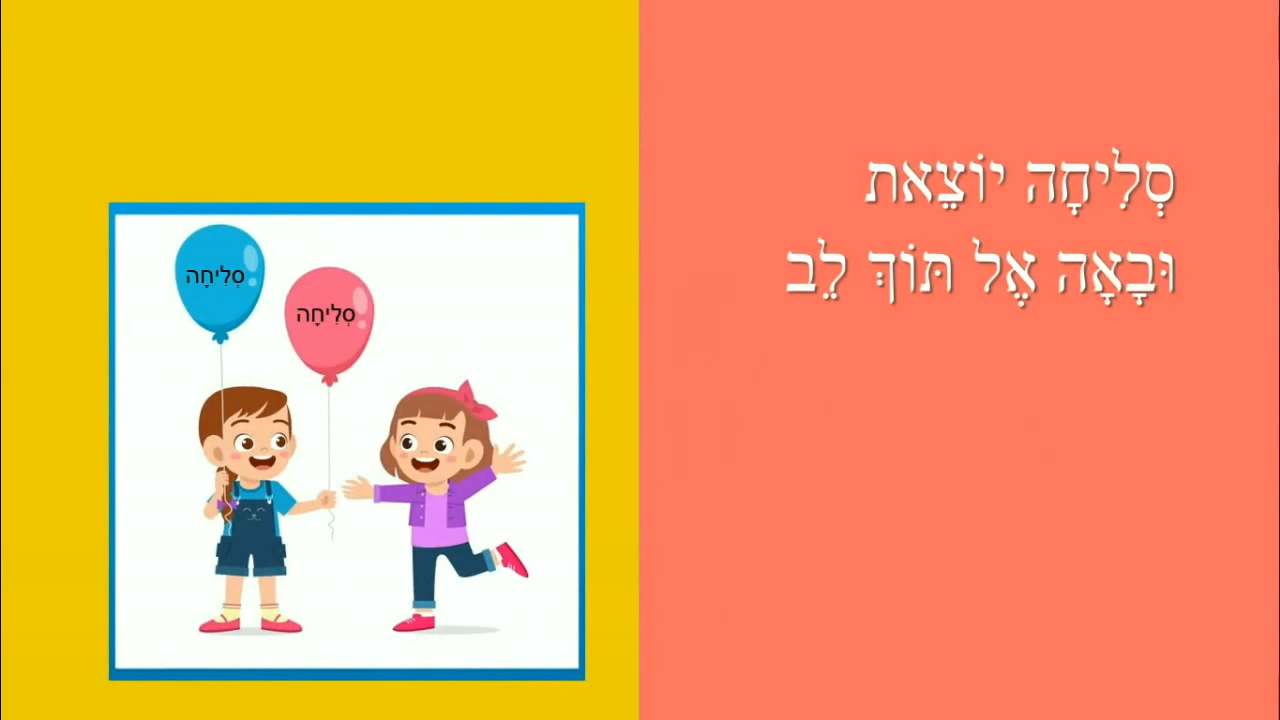 סְלִיחָה יוֹצֵאת
וּבָאָה אֶל תּוֹךְ לֵב
סְלִיחָה
סְלִיחָה